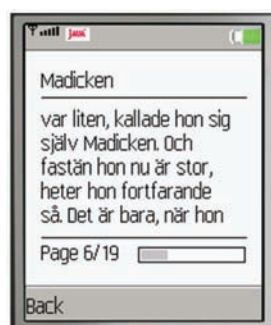 Java
Madicken
var liten, kallade hon sig
själv Madicken. Och
fastän hon nu är stor,
heter hon fortfarande
så. Det är bara, när hon
Page 6/19
Back